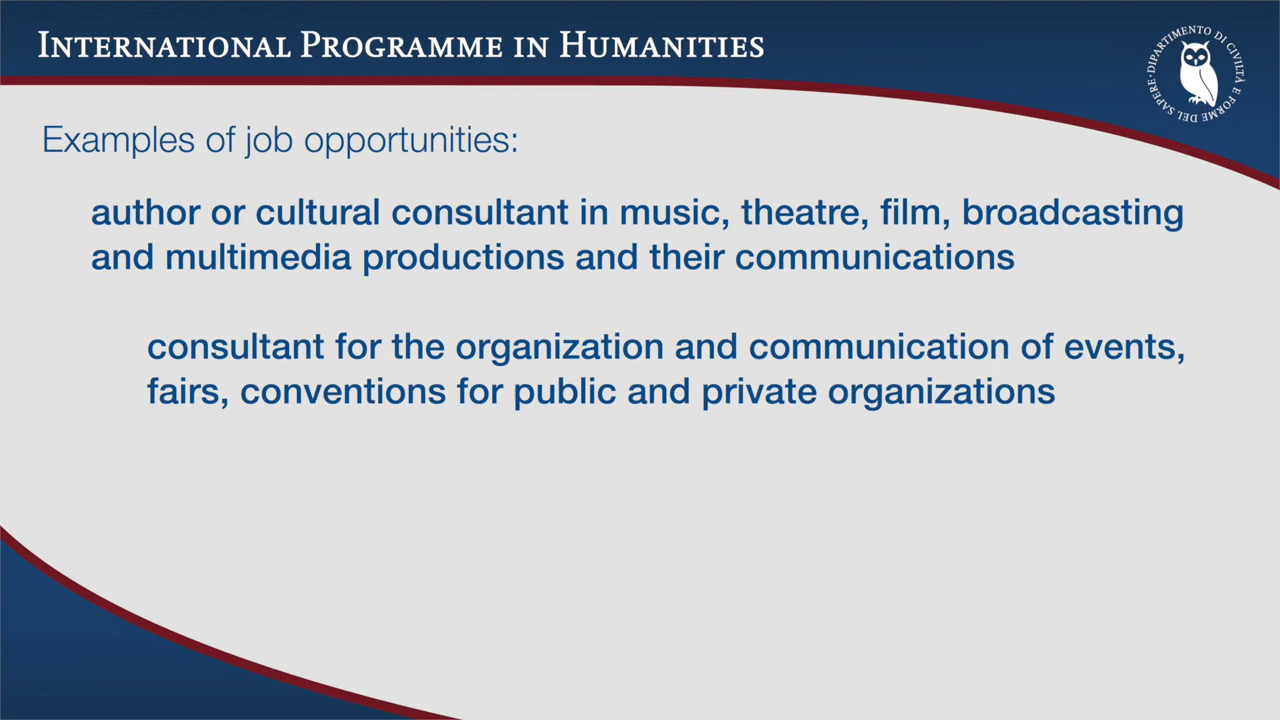 International Programme in Humanities
DIPARTIMENTO DI CIVILTÀ E FORME DEL SAPERE
Examples of job opportunities:
author or cultural consultant in music, theatre, film, broadcasting
and multimedia productions and their communications
consultant for the organization and communication of events,
fairs, conventions for public and private organizations